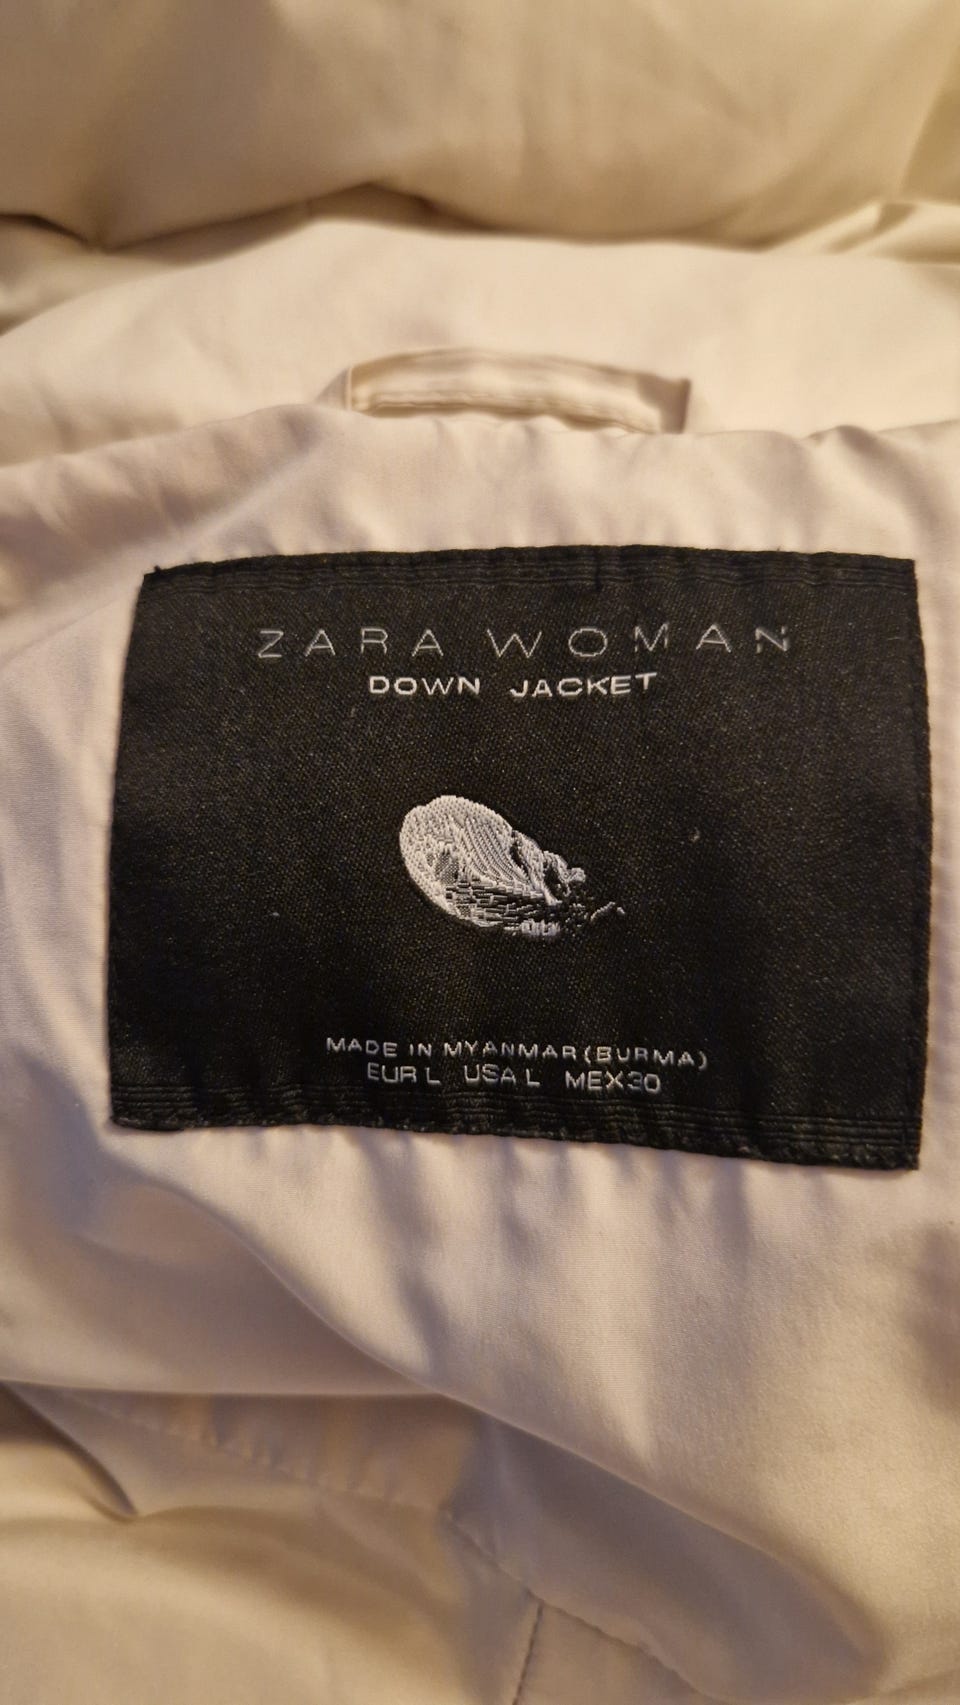 ZARA WOMAN
DOWN JACKET
MADE IN MYANMAR (BURMA)
EUR L USA L MEX 30